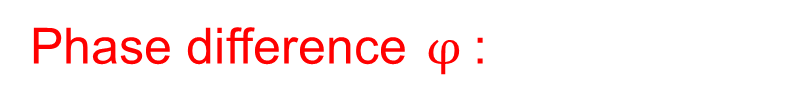 Phase difference φ :